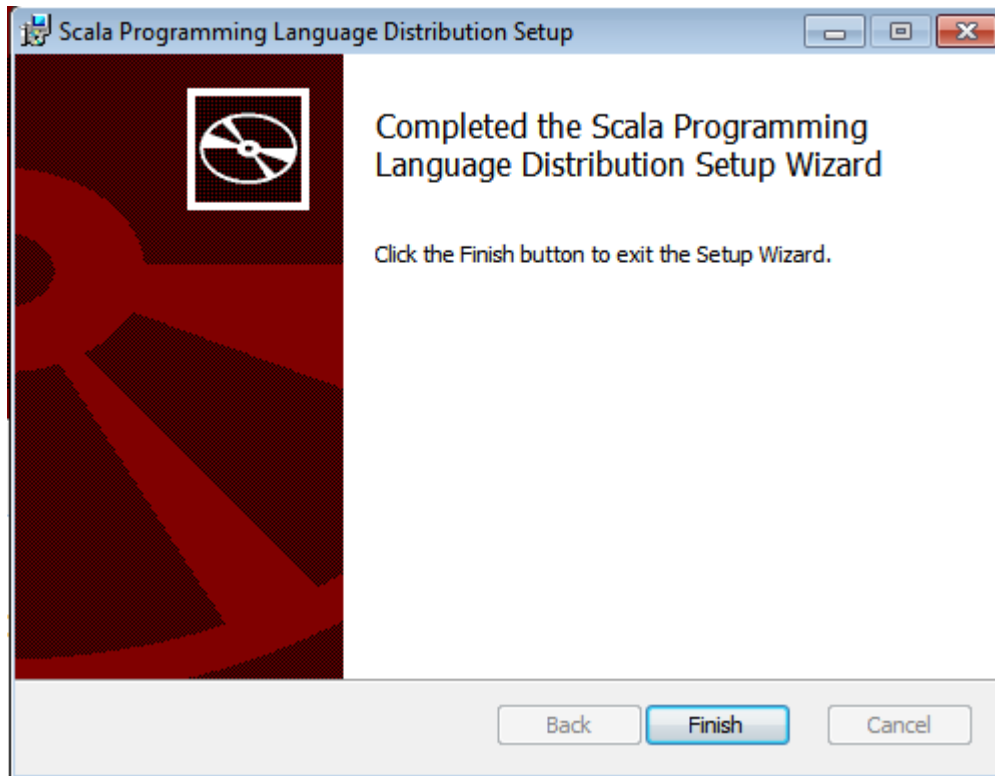 Scala Programming Language Distribution Setup
Completed the Scala Programming
Language Distribution Setup Wizard
Click the Finish button to exit the Setup Wizard.
Back
Finish
Cancel